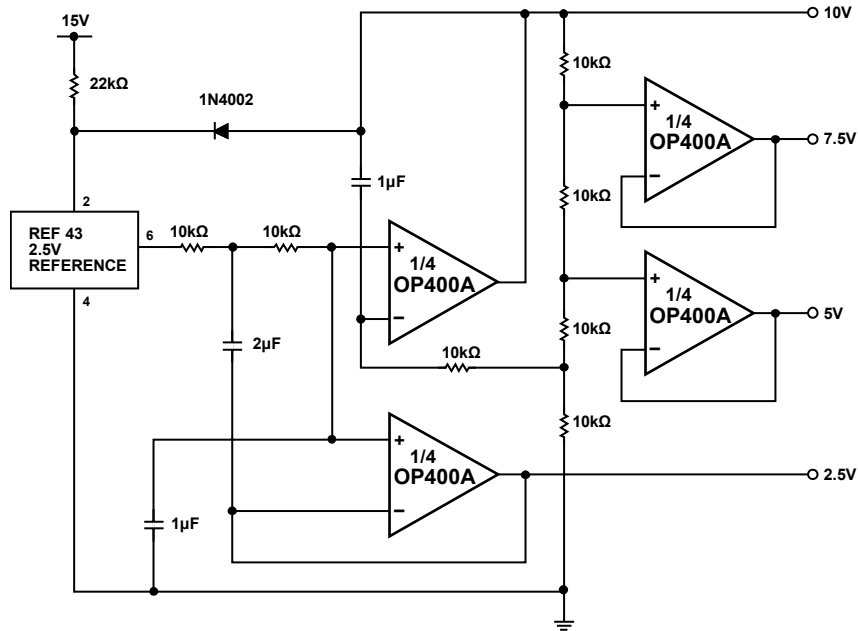 15V
10V
22kΩ
1N4002
10kΩ
+
1/4
OP400A
−
7.5V
1µF
10kΩ
2
REF 43
2.5V
REFERENCE
6
4
10kΩ
10kΩ
+
1/4
OP400A
−
+
1/4
OP400A
−
5V
10kΩ
2µF
10kΩ
10kΩ
+
1/4
OP400A
−
2.5V
1µF